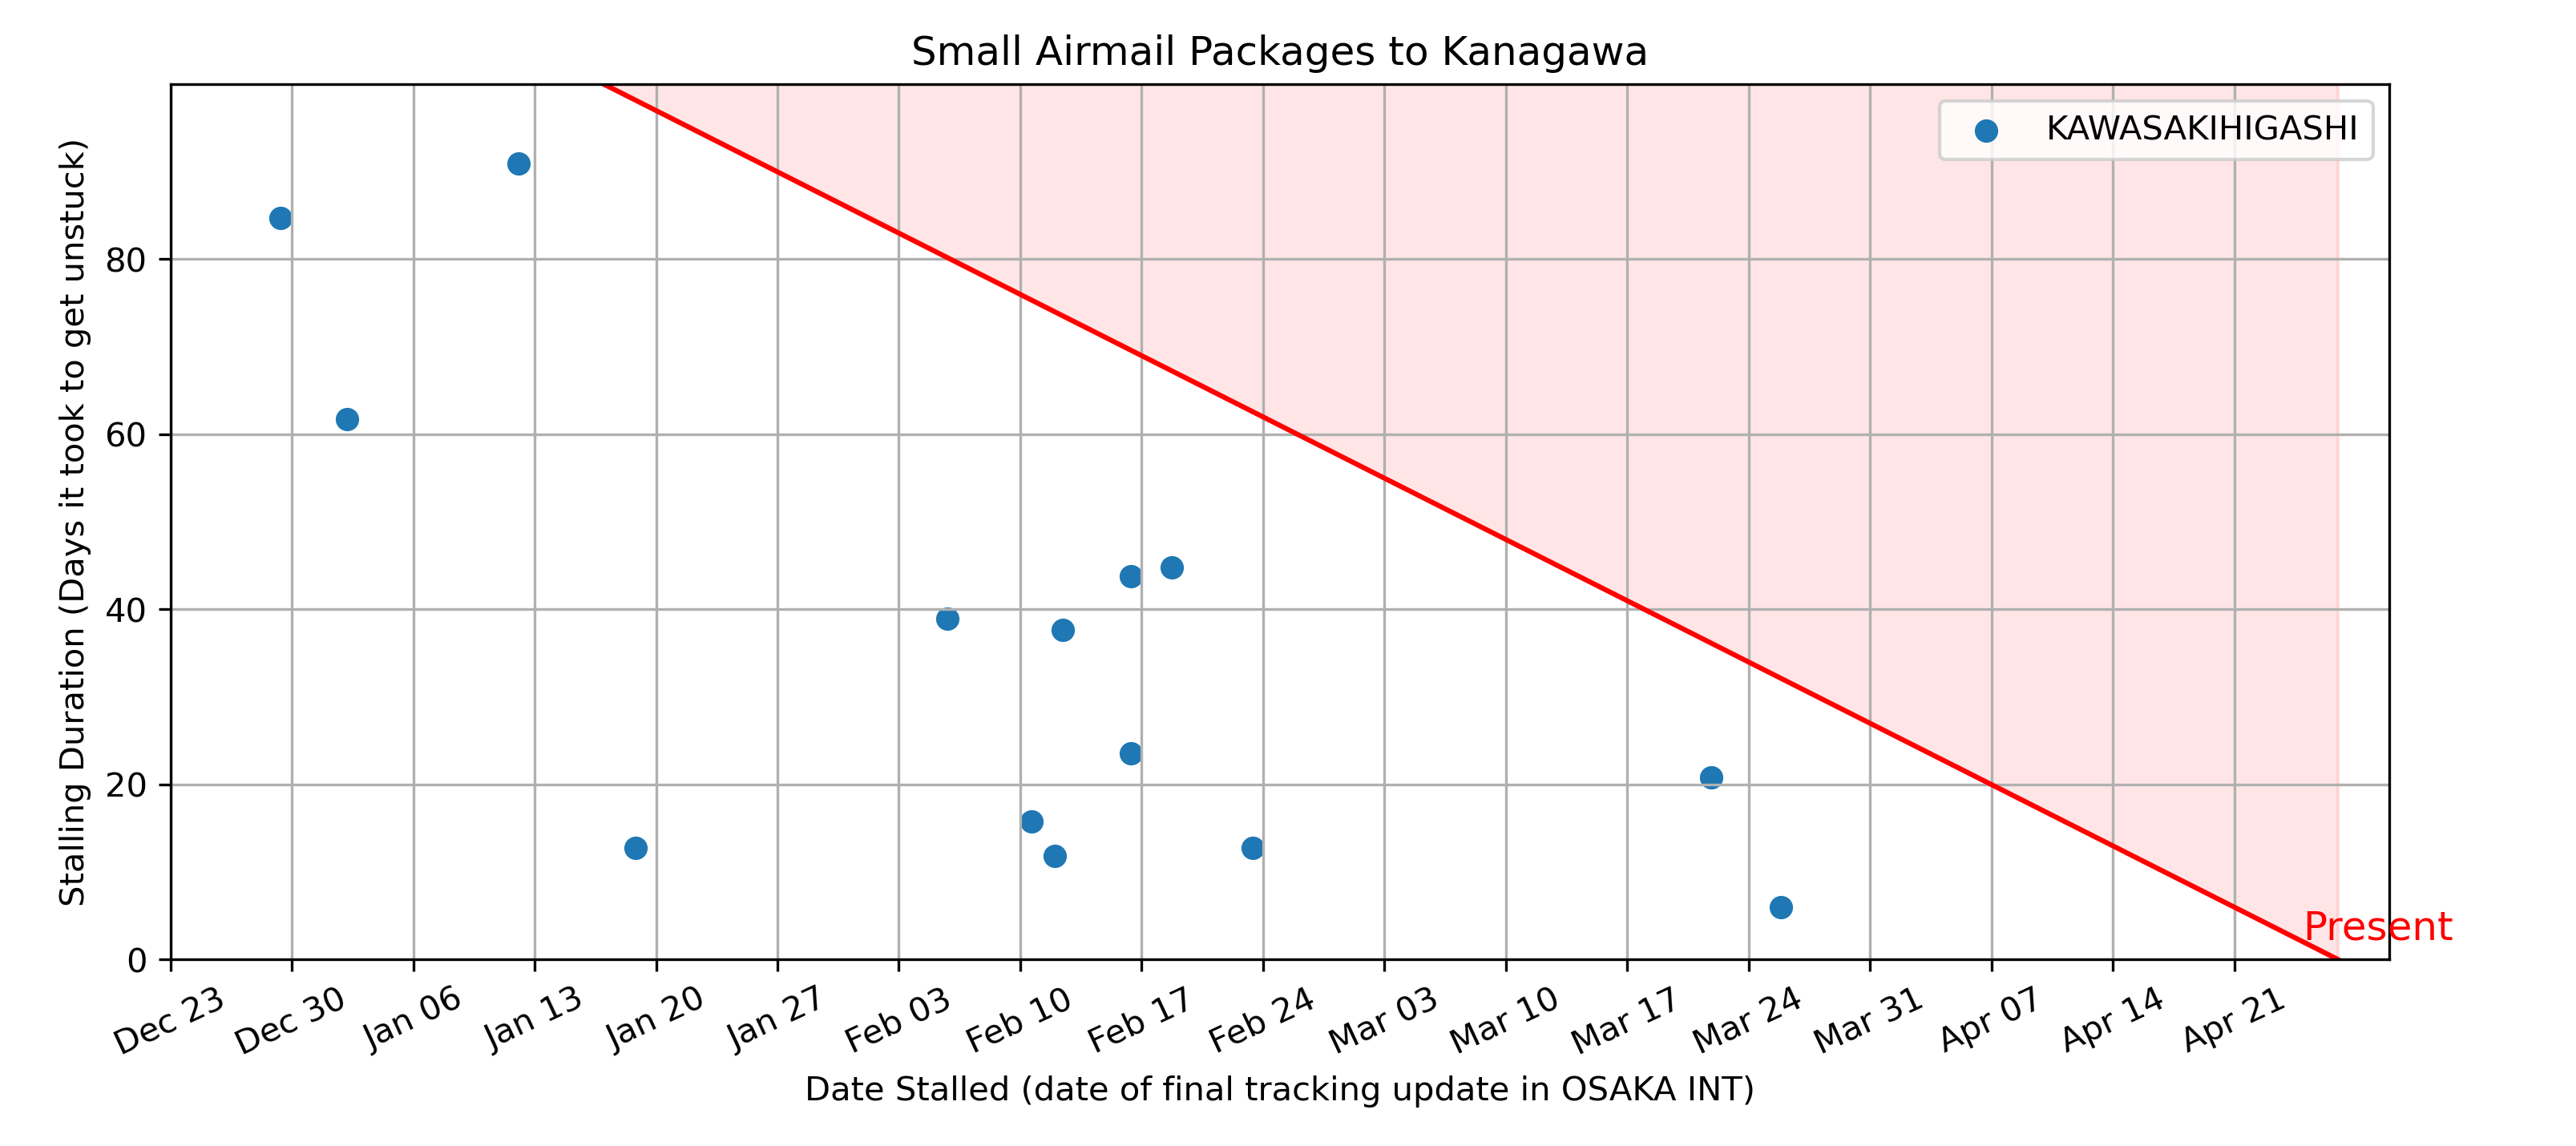 Small Airmail Packages to Kanagawa
KAWASAKIHIGASHI
Stalling Duration (Days it took to get unstuck)
80
60
40
20
0
Present
Dec 23
Dec 30
Jan 06
Jan 13
Jan 20
Jan 27
Feb 03
Feb 10
Feb 17
Feb 24
Mar 03
Mar 10
Mar 17
Mar 24
Mar 31
Apr 07
Apr 14
Apr 21
Date Stalled (date of final tracking update in OSAKA INT)